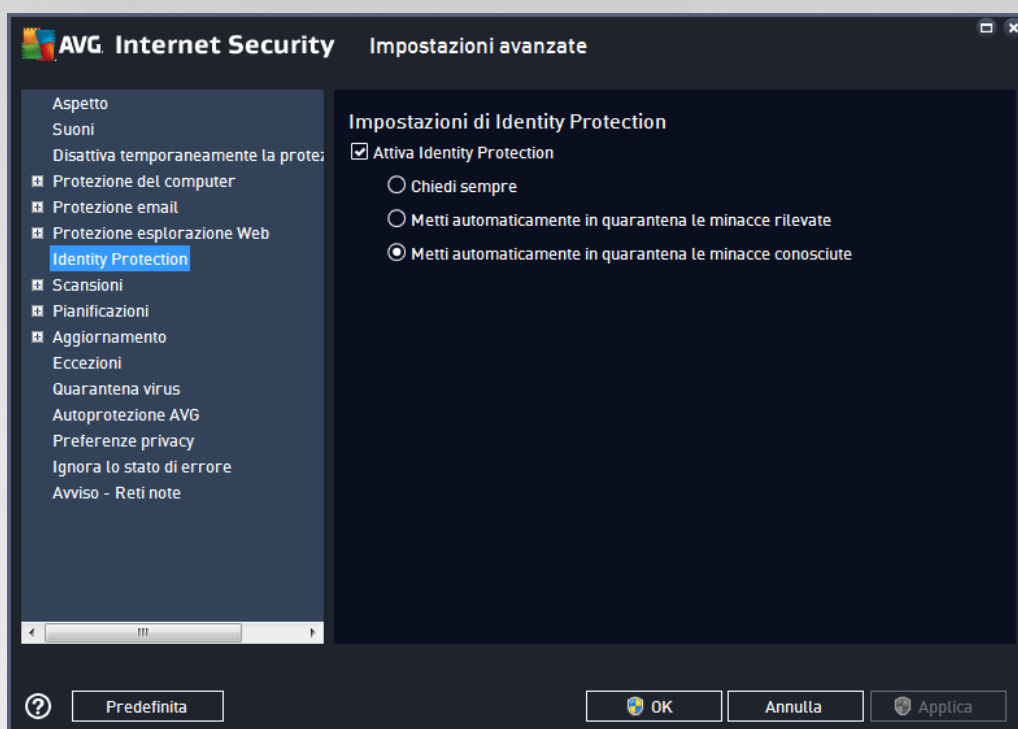 AVG. Internet Security Impostazioni avanzate
Aspetto
Suoni
Disattiva temporaneamente la protez
Protezione del computer
Protezione email
Protezione esplorazione Web
Identity Protection
Scansioni
Pianificazioni
Aggiornamento
Eccezioni
Quarantena virus
Autoprotezione AVG
Preferenze privacy
Ignora lo stato di errore
Avviso - Reti note
Impostazioni di Identity Protection
Attiva Identity Protection
Chiedi sempre
Metti automaticamente in quarantena le minacce rilevate
Metti automaticamente in quarantena le minacce conosciute
? Predefinita OK Annulla Applica